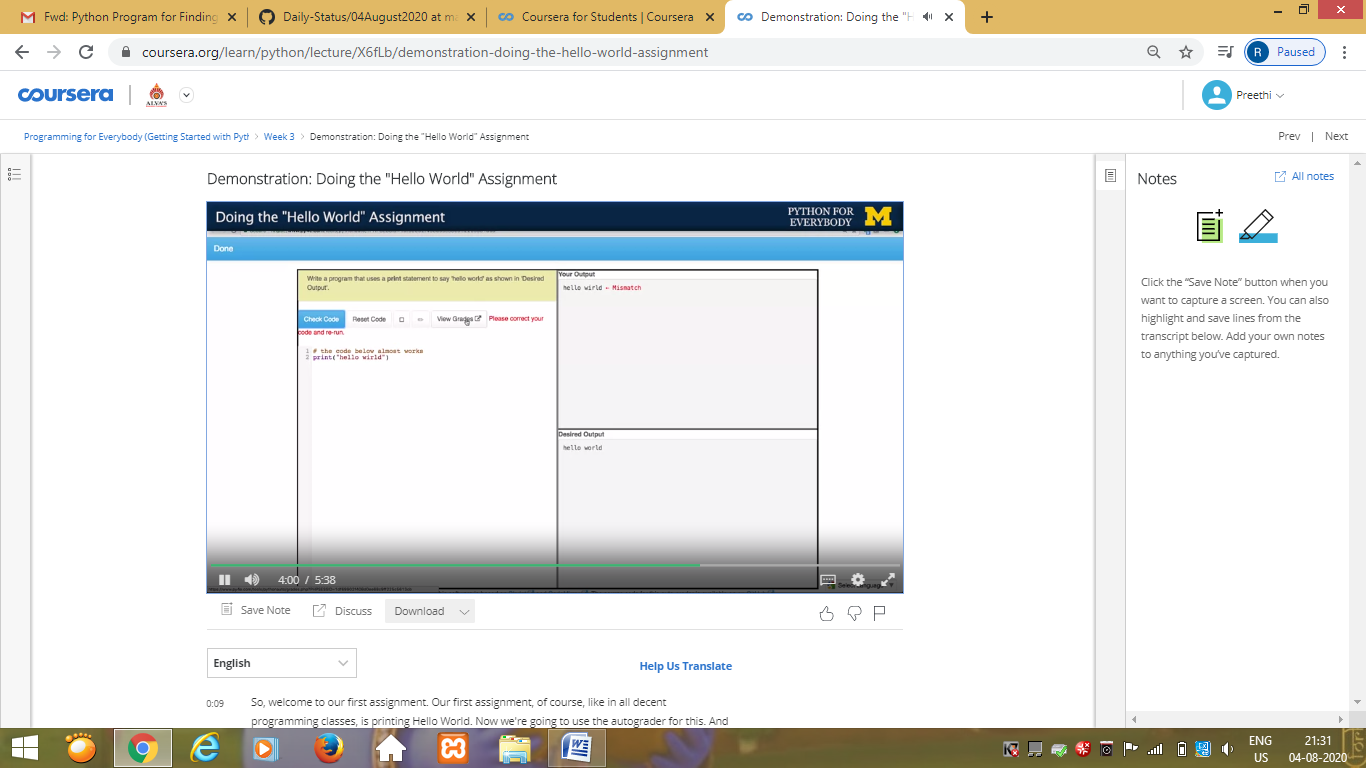 Fwd: Python Program for Finding
Daily-Status/04August2020 at ma
Coursera for Students | Coursera
Demonstration: Doing the "H
coursera.org/learn/python/lecture/X6fLb/demonstration-doing-the-hello-world-assignment
R Paused
coursera
ALVA'S
Preethi
Programming for Everybody (Getting Started with Pyth > Week 3 > Demonstration: Doing the "Hello World" Assignment
Prev | Next
Demonstration: Doing the "Hello World" Assignment
Doing the "Hello World" Assignment
PYTHON FOR
EVERYBODY
M
Done
Write a program that uses a print statement to say 'hello world' as shown in 'Desired
Output'.
Check Code
Reset Code
View Grades
Please correct your
code and re-run.
1 # the code below almost works
2 print("hello wirld")
Your Output
hello wirld ← Mismatch
Desired Output
hello world
4:00 / 5:38
Save Note
Discuss
Download
English
Help Us Translate
0:09 So, welcome to our first assignment. Our first assignment, of course, like in all decent
programming classes, is printing Hello World. Now we're going to use the autograder for this. And
Notes
All notes
Click the “Save Note” button when you
want to capture a screen. You can also
highlight and save lines from the
transcript below. Add your own notes
to anything you’ve captured.
ENG
US
21:31
04-08-2020